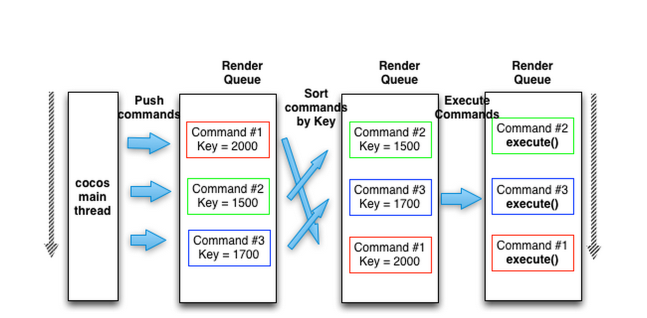 cocos
main
thread
Push
commands
Render
Queue
Command #1
Key = 2000
Command #2
Key = 1500
Command #3
Key = 1700
Sort
commands
by Key
Render
Queue
Command #2
Key = 1500
Command #3
Key = 1700
Command #1
Key = 2000
Execute
Commands
Render
Queue
Command #2
execute()
Command #3
execute()
Command #1
execute()